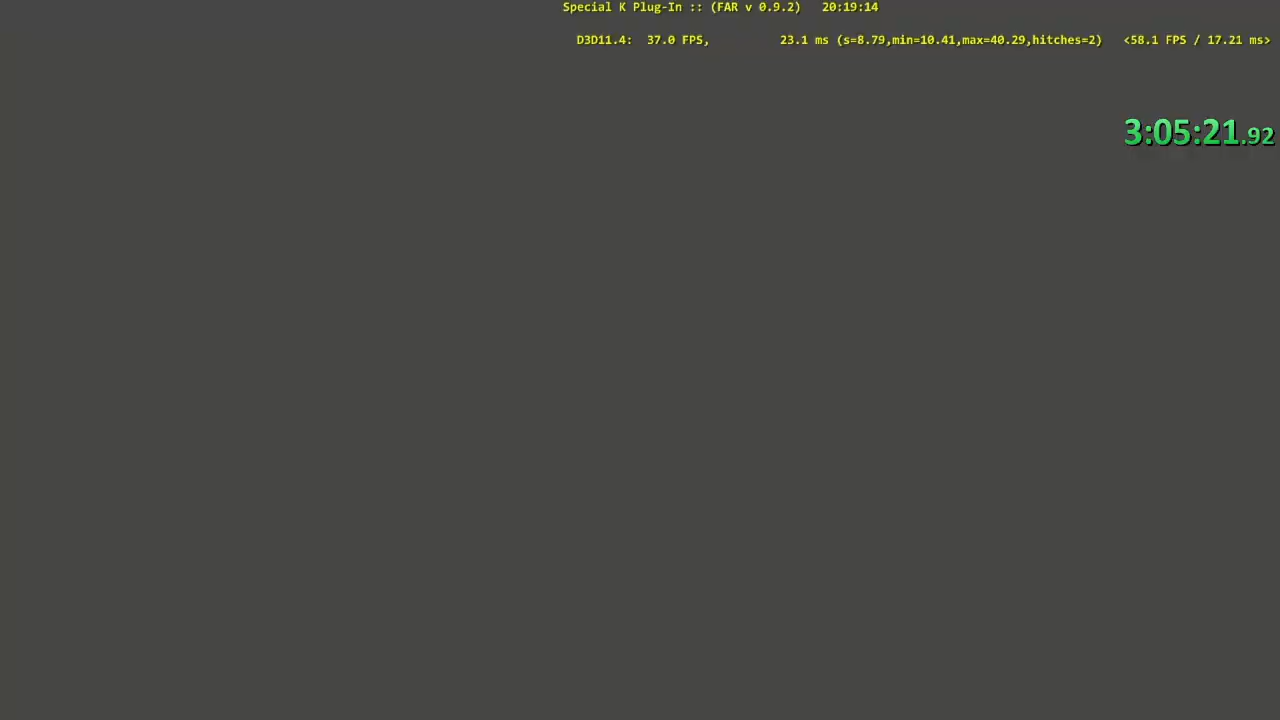 Special K Plug-In :: (FAR v 0.9.2) 20:19:14
D3D11.4: 37.0 FPS, 23.1 ms (s=8.79,min=10.41,max=40.29,hitches=2) <58.1 FPS / 17.21 ms>
3:05:21.92